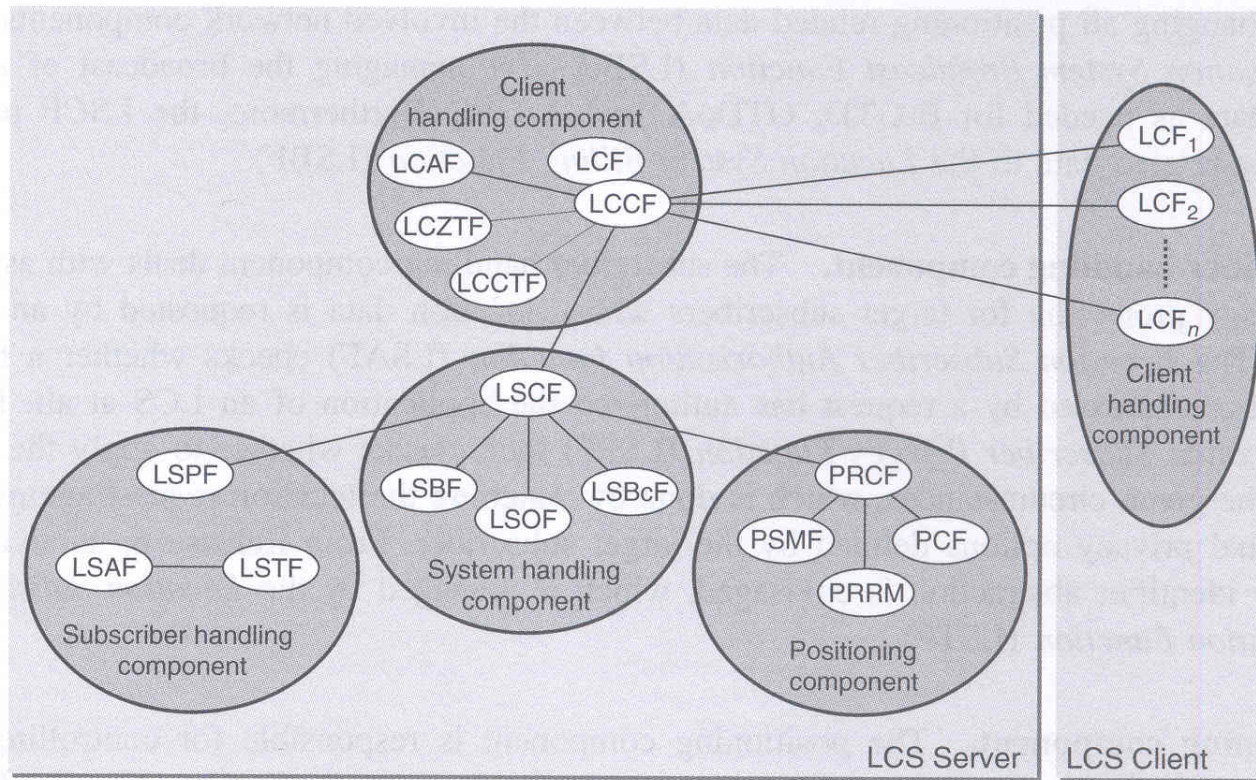 Client
handling component
LCAF
LCF
LCCF
LCZTF
LCCTF
LCF1
LCF2
LCFn
Client
handling
component
LSCF
LSPF
LSBF
LSOF
LSBcF
System handling
component
LSAF
LSTF
Subscriber handling
component
PRCF
PSMF
PCF
PRRM
Positioning
component
LCS Server
LCS Client